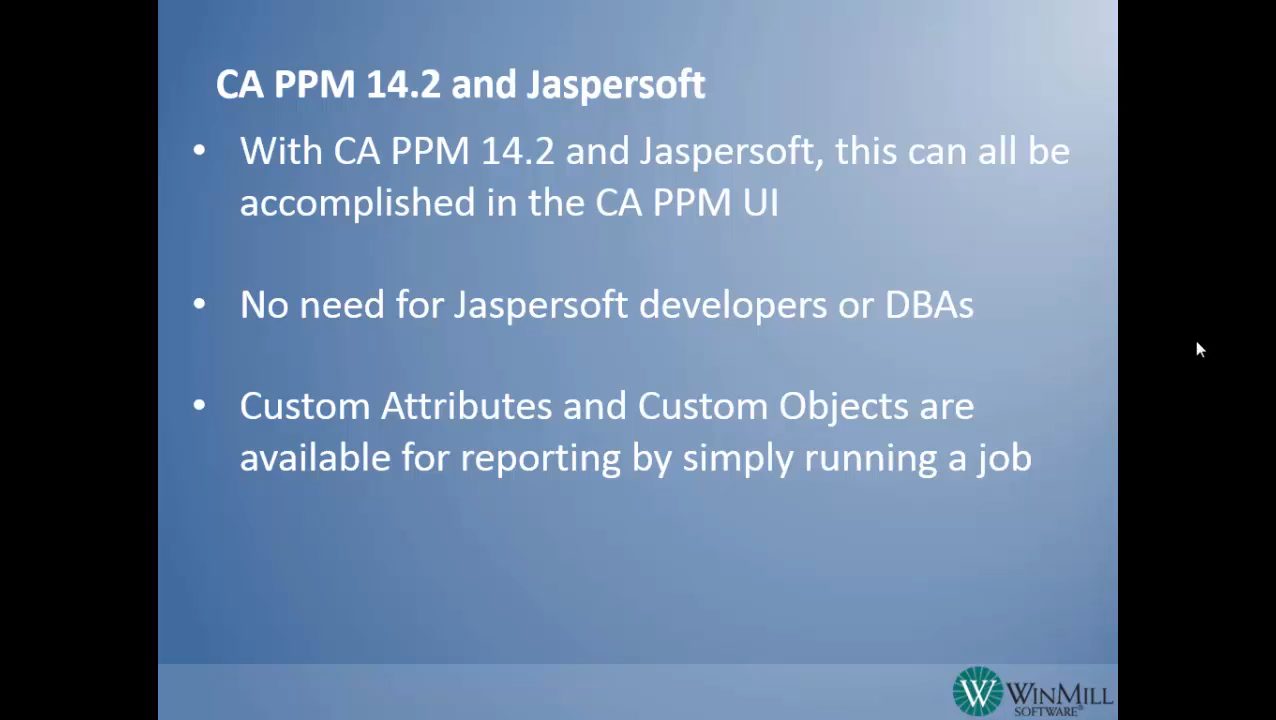 CA PPM 14.2 and Jaspersoft
• With CA PPM 14.2 and Jaspersoft, this can all be
accomplished in the CA PPM UI
• No need for Jaspersoft developers or DBAs
• Custom Attributes and Custom Objects are
available for reporting by simply running a job
W WINMILL
SOFTWARE®